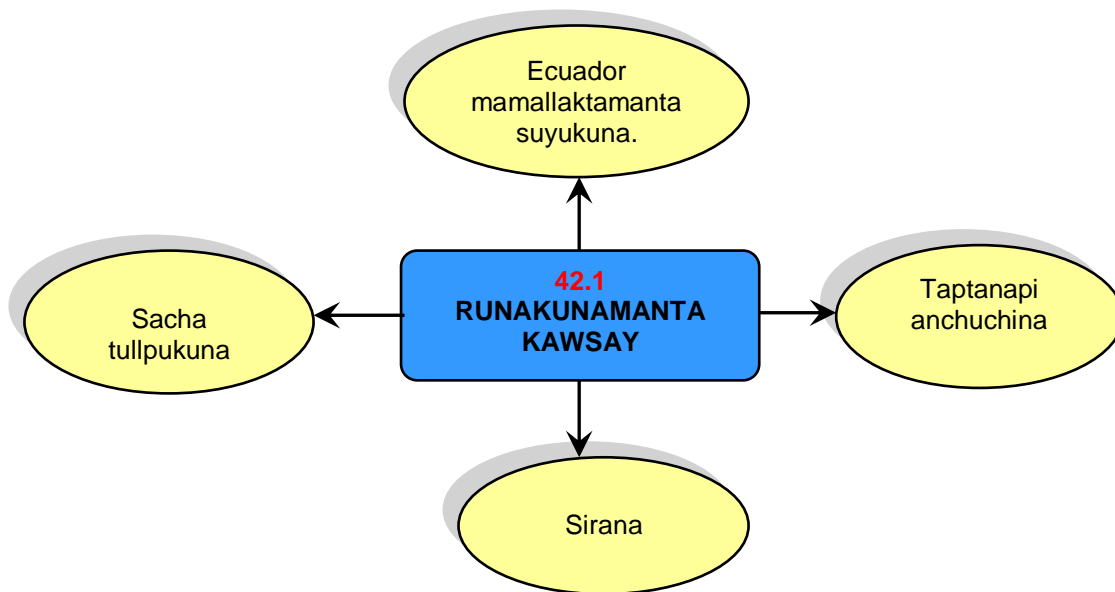 Ecuador
mamallaktamanta
suyukuna.
Sacha
tullpukuna
42.1
RUNAKUNAMANTA
KAWSAY
Taptanapi
anchuchina
Sirana